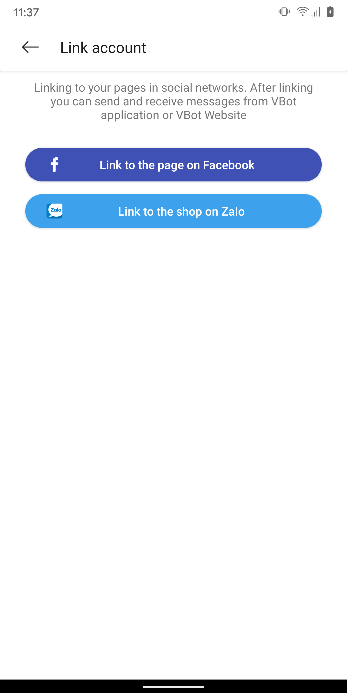 11:37
Link account
Linking to your pages in social networks. After linking
you can send and receive messages from VBot
application or VBot Website
Link to the page on Facebook
Zalo
Link to the shop on Zalo